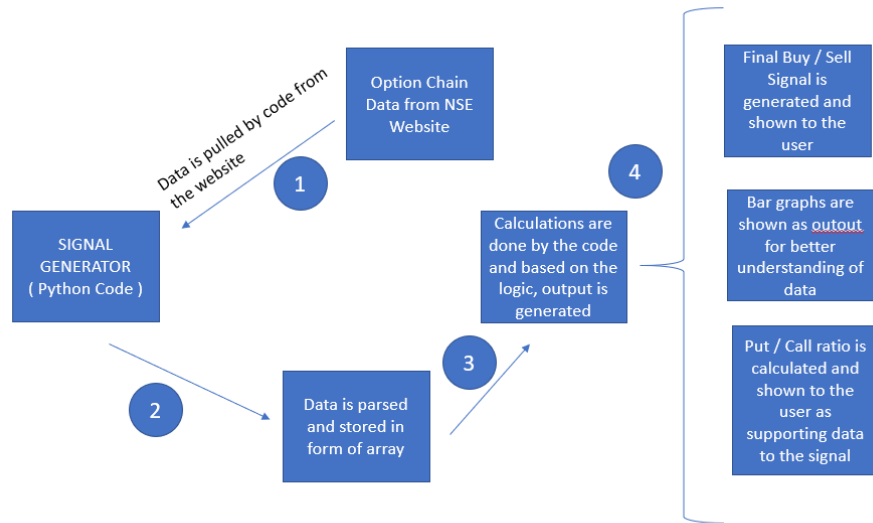 Option Chain
Data from NSE
Website
Data is pulled by code from
the website
1
SIGNAL
GENERATOR
( Python Code )
2
Data is parsed
and stored in
form of array
3
Calculations are
done by the code
and based on the
logic, output is
generated
4
Final Buy / Sell
Signal is
generated and
shown to the
user
Bar graphs are
shown as outout
for better
understanding of
data
Put / Call ratio is
calculated and
shown to the
user as
supporting data
to the signal